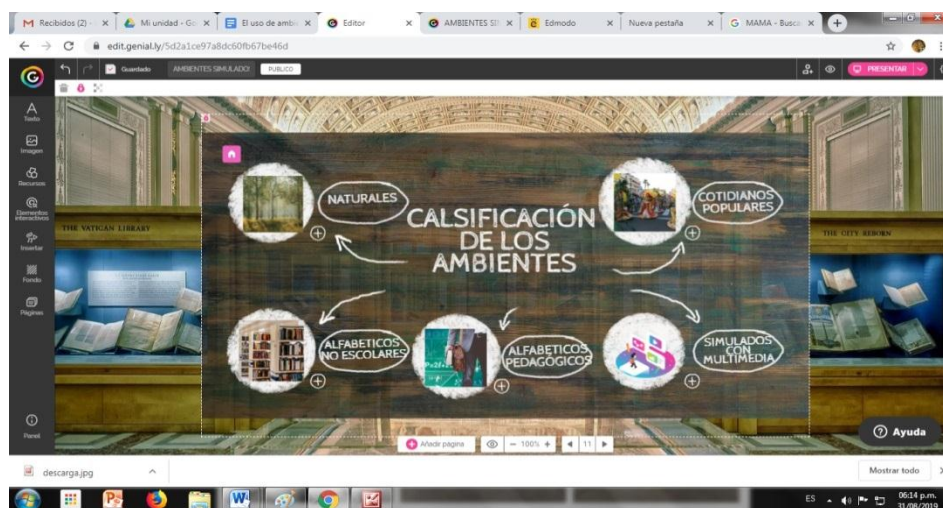 Recibidos (2) -
Mi unidad - Go
El uso de ambie
Editor
AMBIENTES SI
Edmodo
Nueva pestaña
MAMA - Busca
edit.genial.ly/5d2a1ce97a8dc60fb67be46d
Guardado
AMBIENTES SIMULADOS
PÚBLICO
PRESENTAR
Texto
Imagen
Recursos
Elementos
interactivos
Insertar
Fondo
Páginas
Panel
THE VATICAN LIBRARY
THE CITY REBORN
NATURALES
COTIDIANOS
POPULARES
CALSIFICACIÓN
DE LOS
AMBIENTES
ALFABETICOS
NO ESCOLARES
ALFABETICOS
PEDAGÓGICOS
SIMULADOS
CON
MULTIMEDIA
Añadir página
100%
11
Ayuda
descarga.jpg
Mostrar todo
ES
06:14 p.m.
31/08/2019